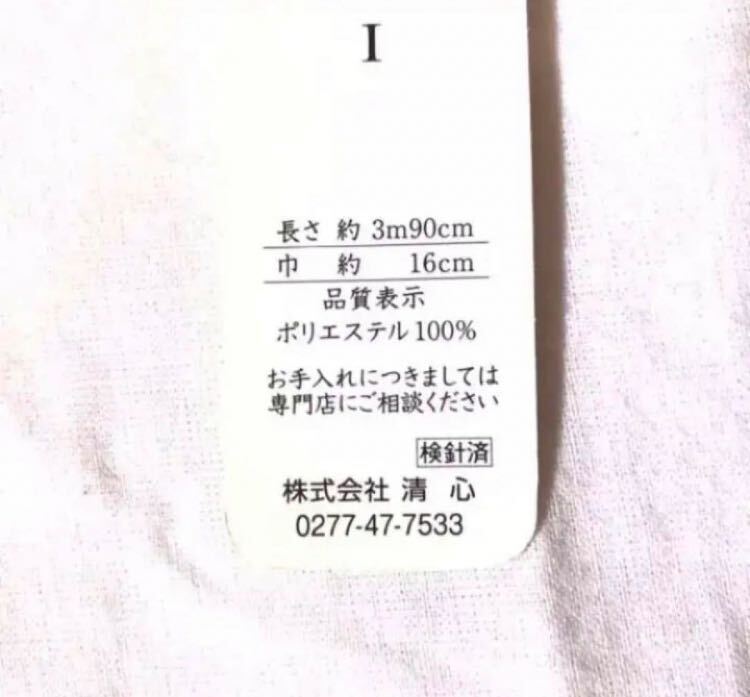 I
長さ 約 3m90cm
巾 約 16cm
品質表示
ポリエステル100%
お手入れにつきましては
専門店にご相談ください
検針済
株式会社 清 心
0277-47-7533